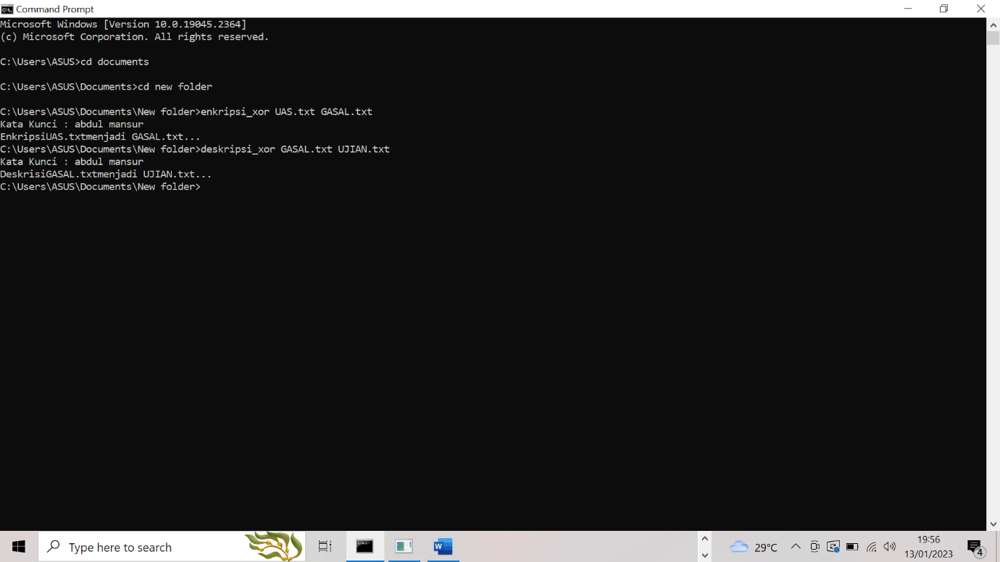 Command Prompt
Microsoft Windows [Version 10.0.19045.2364]
(c) Microsoft Corporation. All rights reserved.
C:\Users\ASUS>cd documents
C:\Users\ASUS\Documents>cd new folder
C:\Users\ASUS\Documents\New folder>enkripsi_xor UAS.txt GASAL.txt
Kata Kunci : abdul mansur
EnkripsiUAS.txtmenjadi GASAL.txt...
C:\Users\ASUS\Documents\New folder>deskripsi_xor GASAL.txt UJIAN.txt
Kata Kunci : abdul mansur
DeskrisiGASAL.txtmenjadi UJIAN.txt...
C:\Users\ASUS\Documents\New folder>
Type here to search
W
29°C
19:56
13/01/2023
4